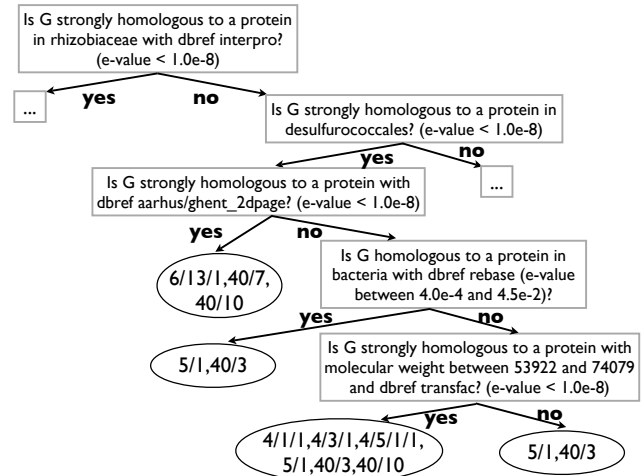 Is G strongly homologous to a protein
in rhizobiaceae with dbref interpro?
(e-value < 1.0e-8)
yes
no
...
Is G strongly homologous to a protein in
desulfurococcales? (e-value < 1.0e-8)
yes
no
...
Is G strongly homologous to a protein with
dbref aarhus/ghent_2dpage? (e-value < 1.0e-8)
yes
no
6/13/1,40/7,
40/10
Is G homologous to a protein in
bacteria with dbref rebase (e-value
between 4.0e-4 and 4.5e-2)?
yes
no
5/1,40/3
Is G strongly homologous to a protein with
molecular weight between 53922 and 74079
and dbref transfac? (e-value < 1.0e-8)
yes
no
4/1/1,4/3/1,4/5/1/1,
5/1,40/3,40/10
5/1,40/3